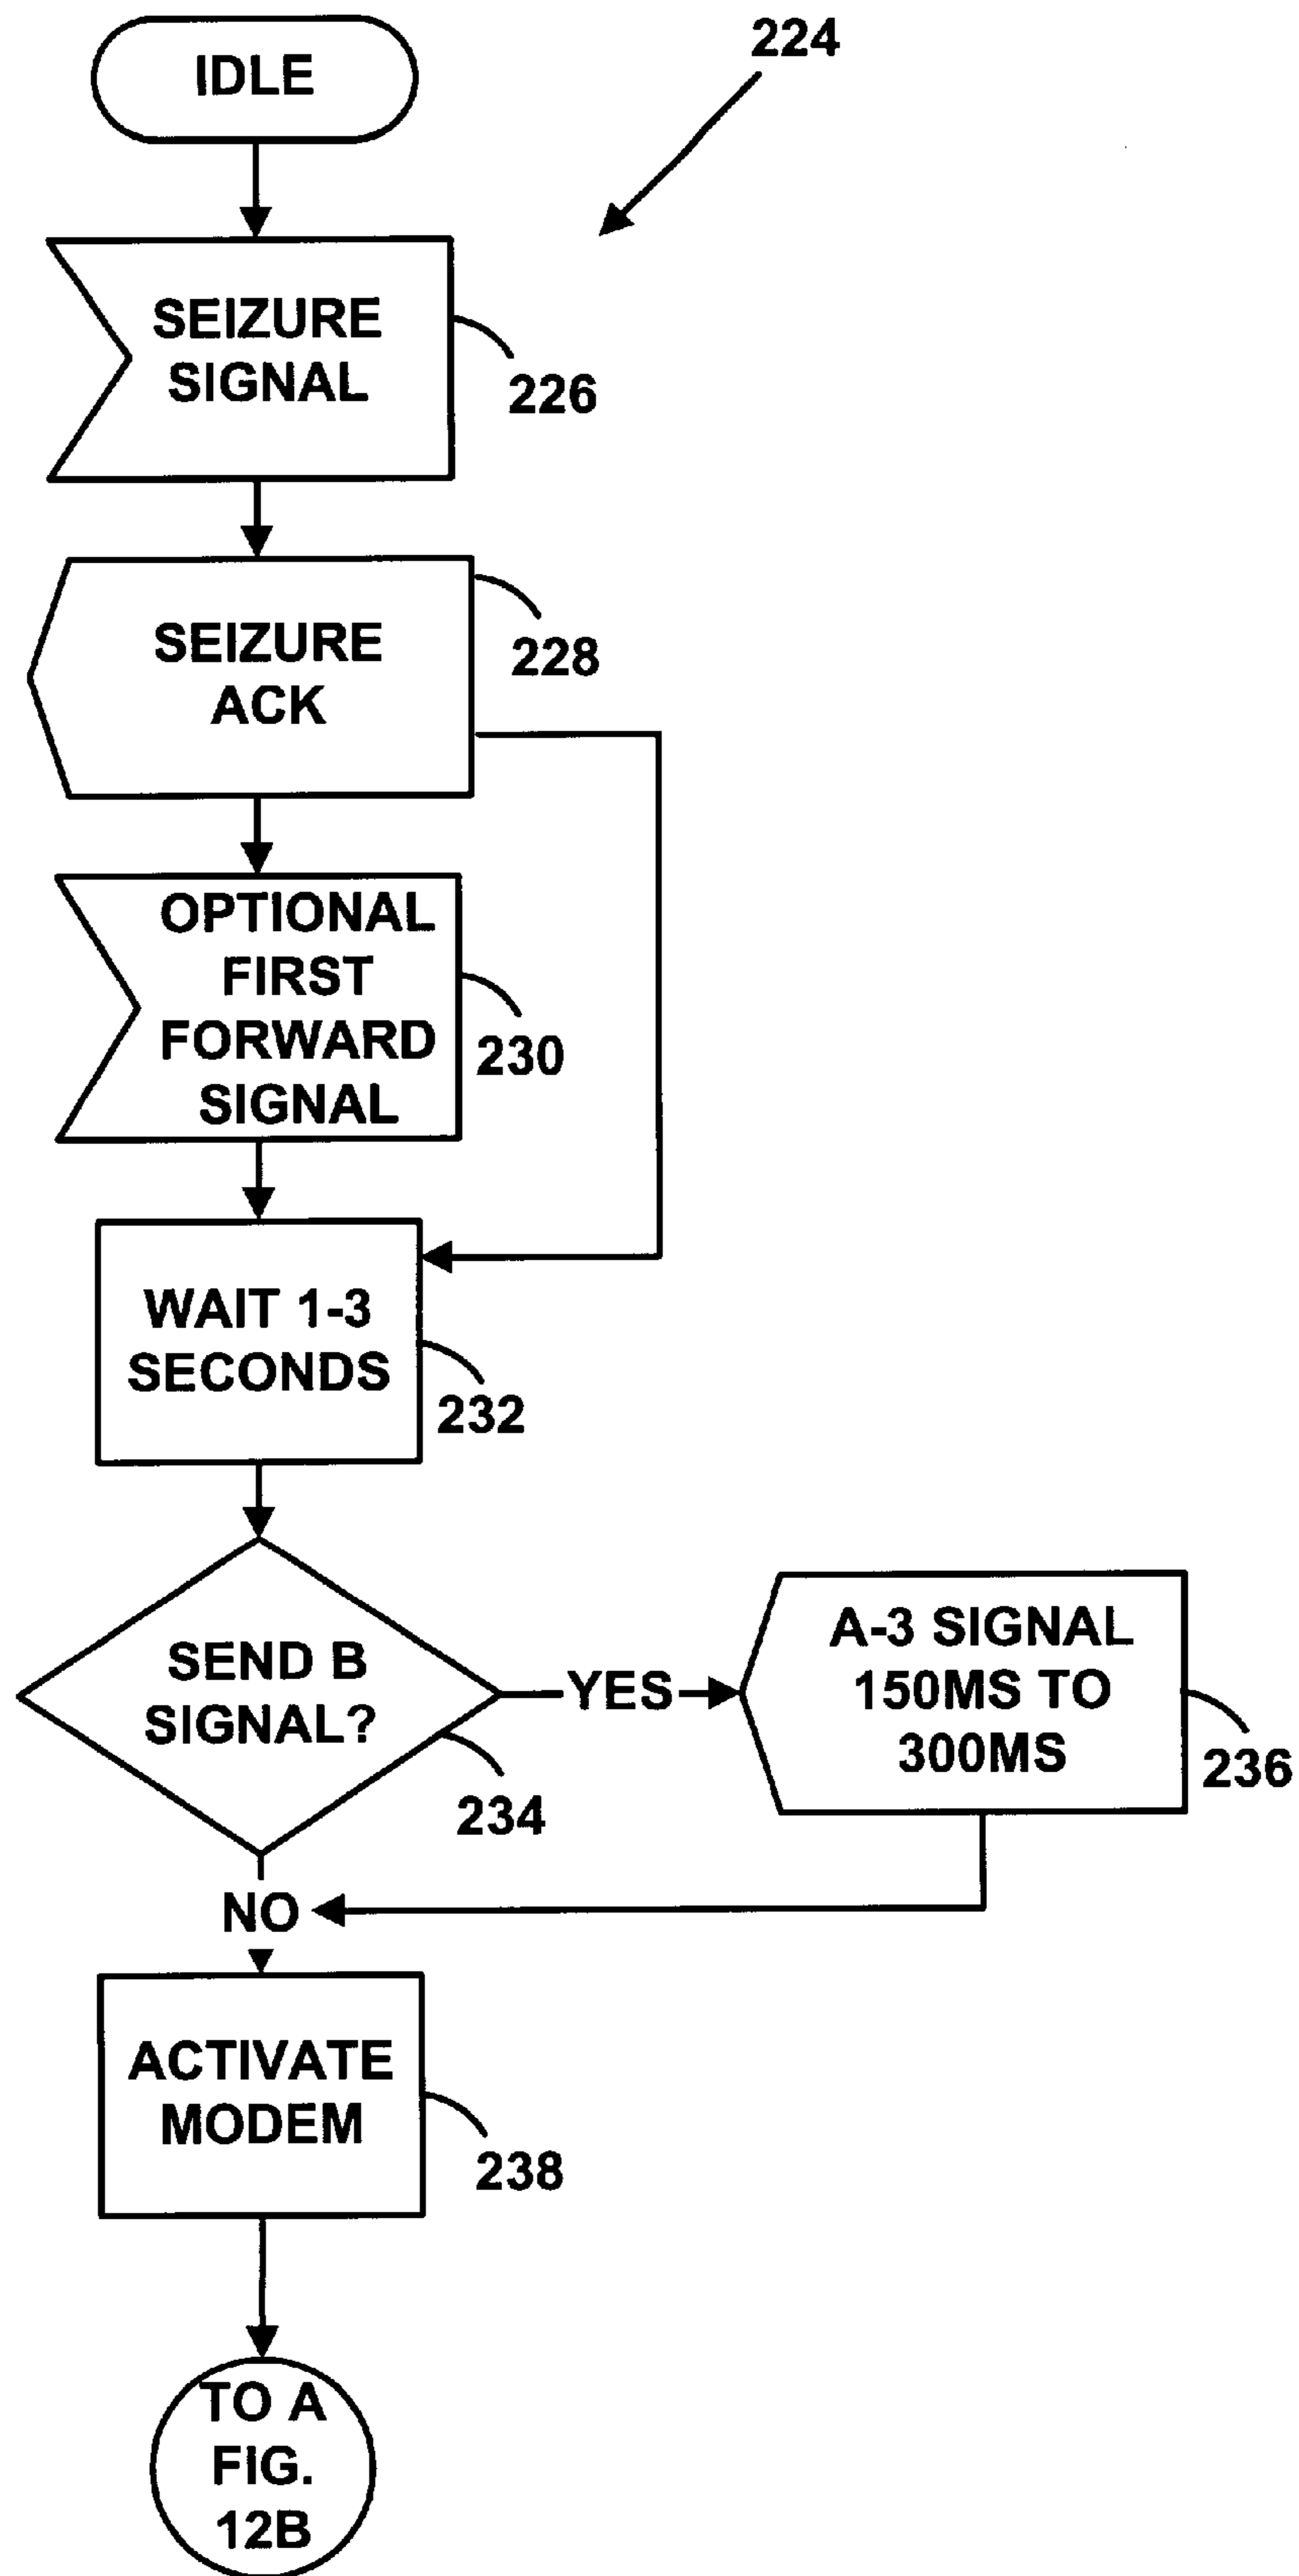 224
IDLE
SEIZURE
SIGNAL
226
SEIZURE
ACK
228
OPTIONAL
FIRST
FORWARD
SIGNAL
230
WAIT 1-3
SECONDS
232
SEND B
SIGNAL?
234
YES
A-3 SIGNAL
150MS TO
300MS
236
NO
ACTIVATE
MODEM
238
TO A
FIG.
12B